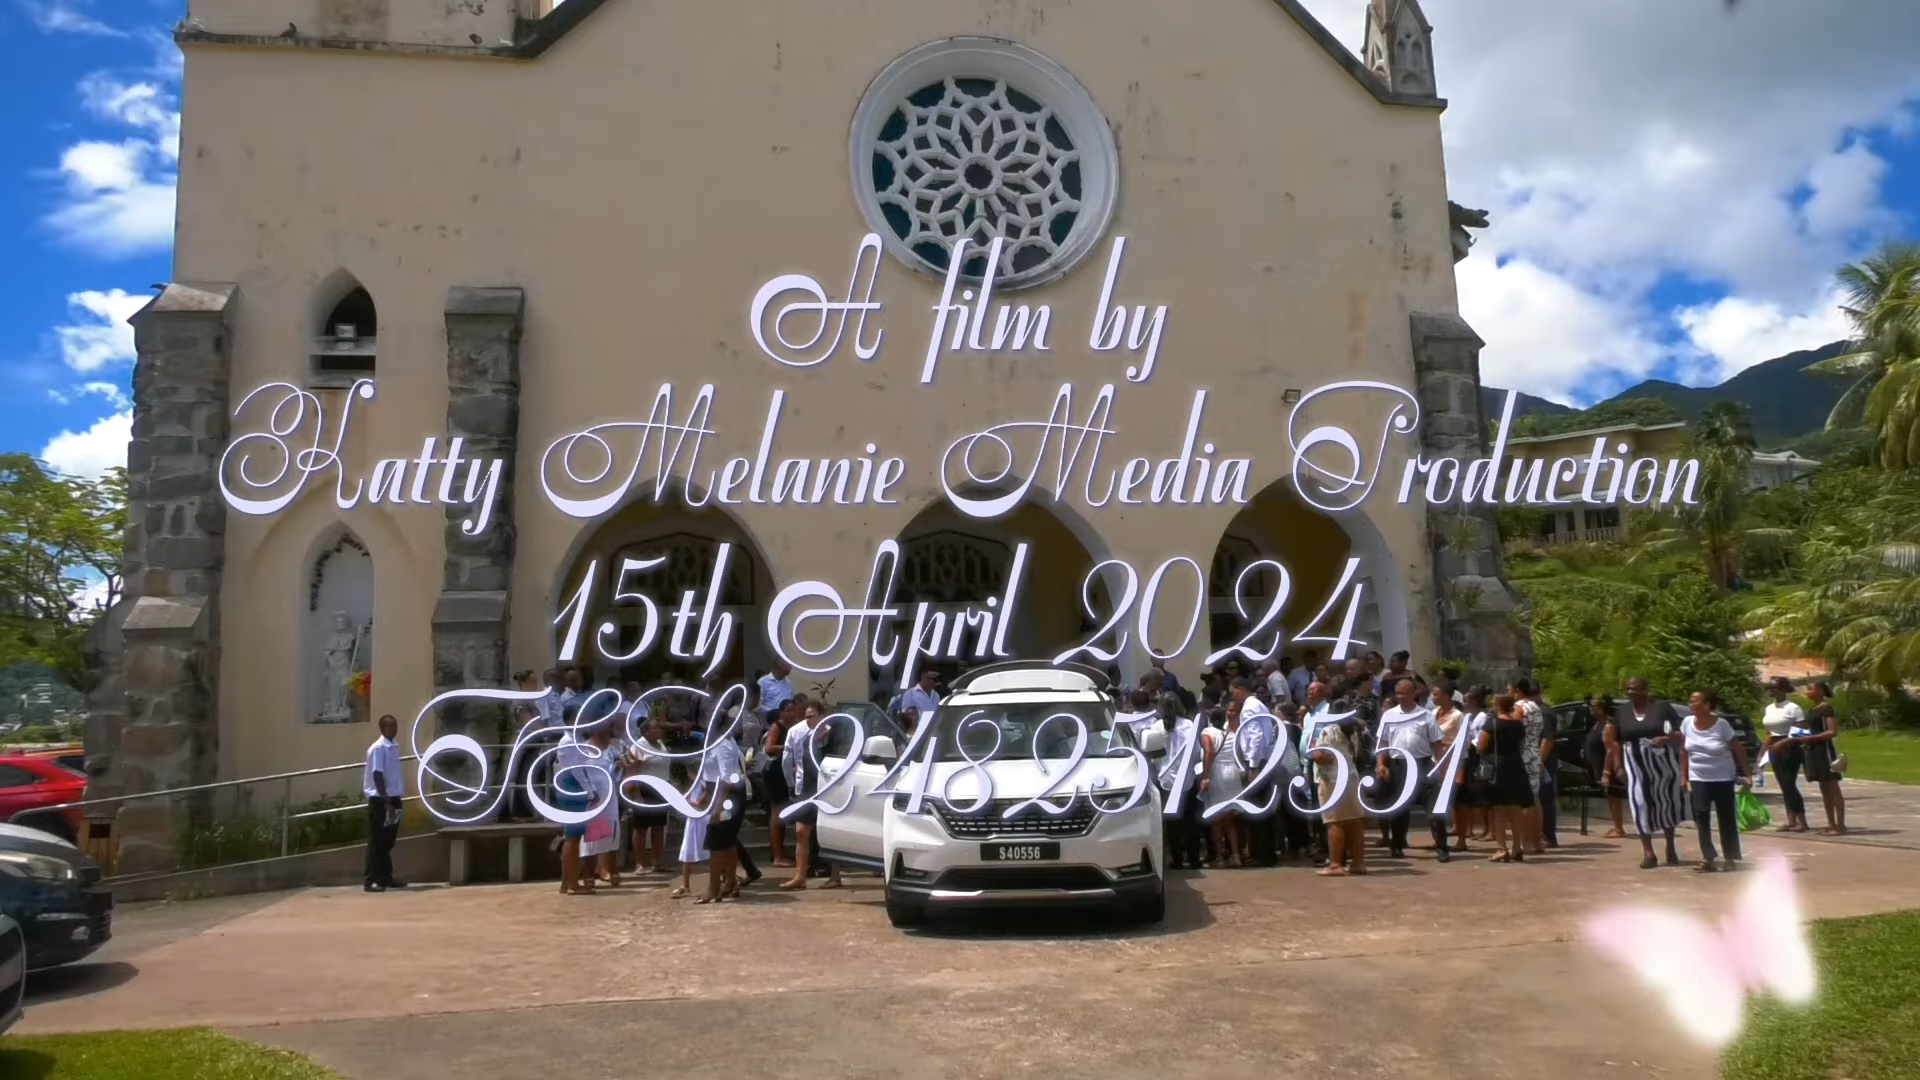 A film by
Katty Melanie Media Production
15th April 2024
TEL: 248 2512551
S40556